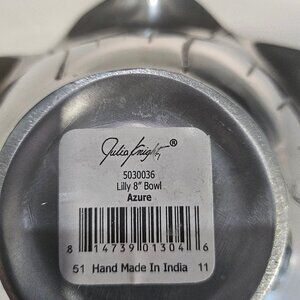 Julia Knight®
5030036
Lilly 8" Bowl
Azure
8 14739 01304 6
51 Hand Made In India 11